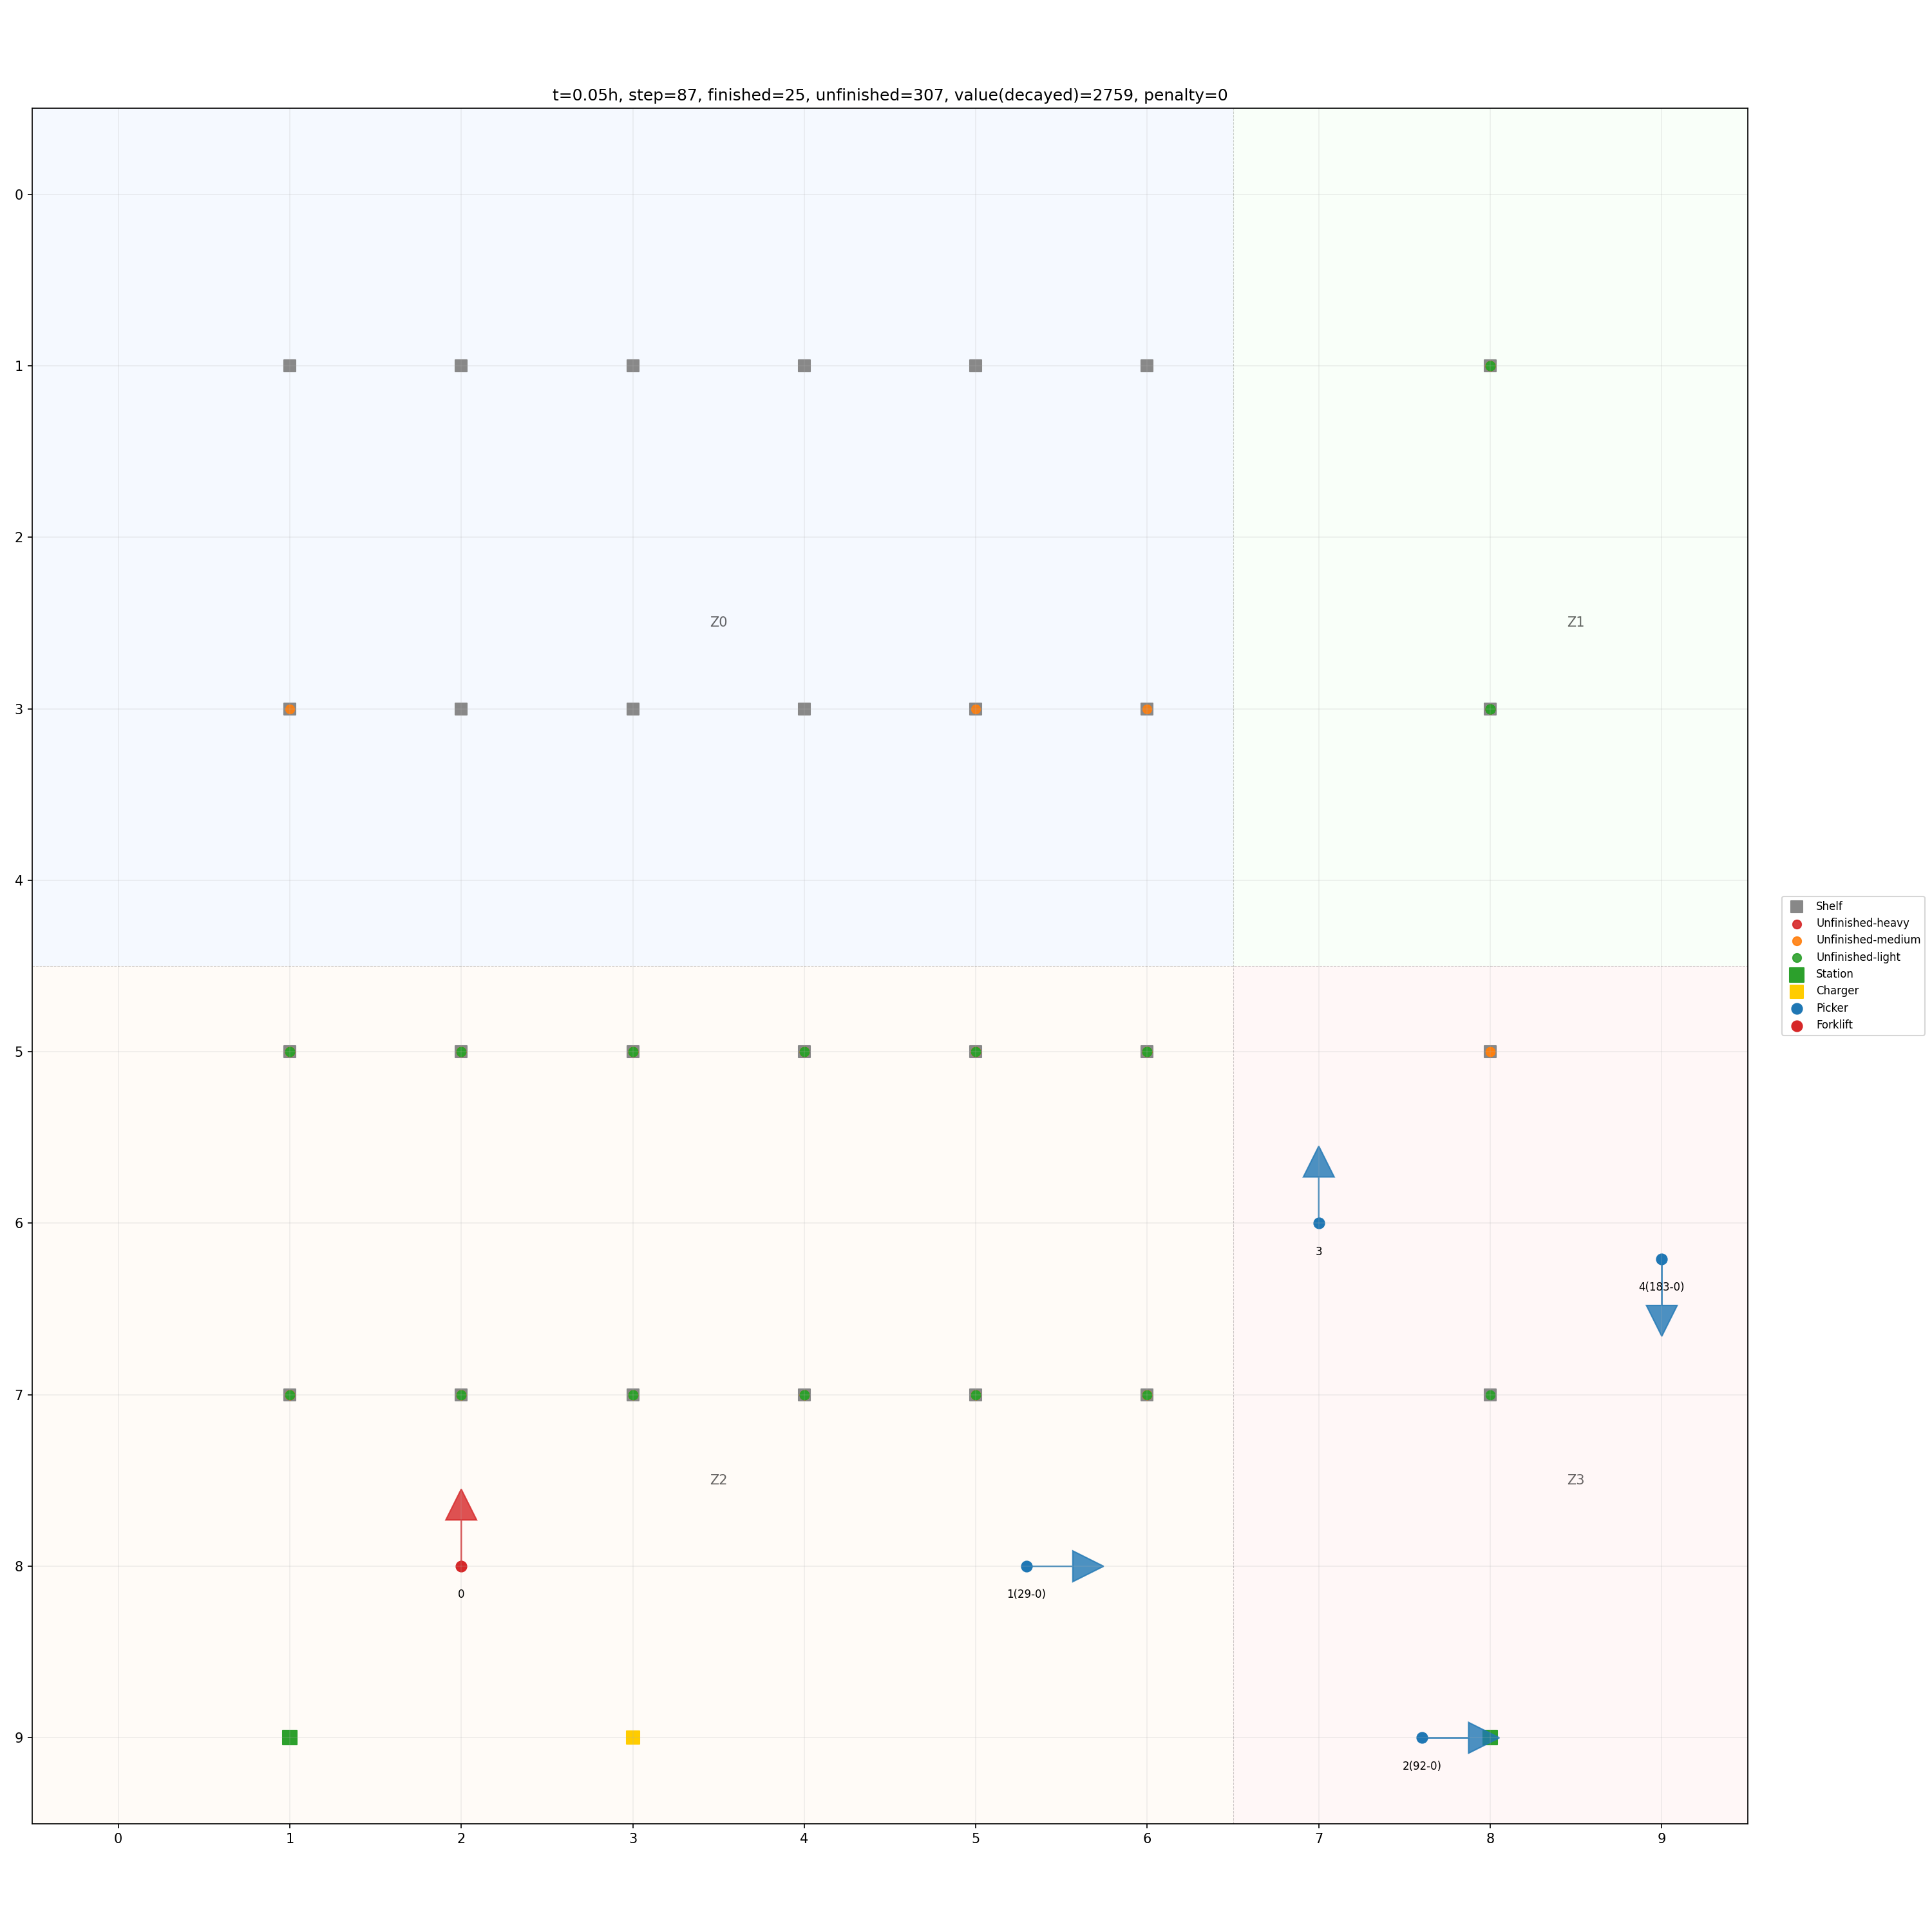 t=0.05h, step=87, finished=25, unfinished=307, value(decayed)=2759, penalty=0
0
1
2
Z0
Z1
3
4
Shelf
Unfinished-heavy
Unfinished-medium
Unfinished-light
Station
Charger
Picker
Forklift
5
6
3
4(183-0)
7
Z2
Z3
8
0
1(29-0)
9
2(92-0)
0 1 2 3 4 5 6 7 8 9